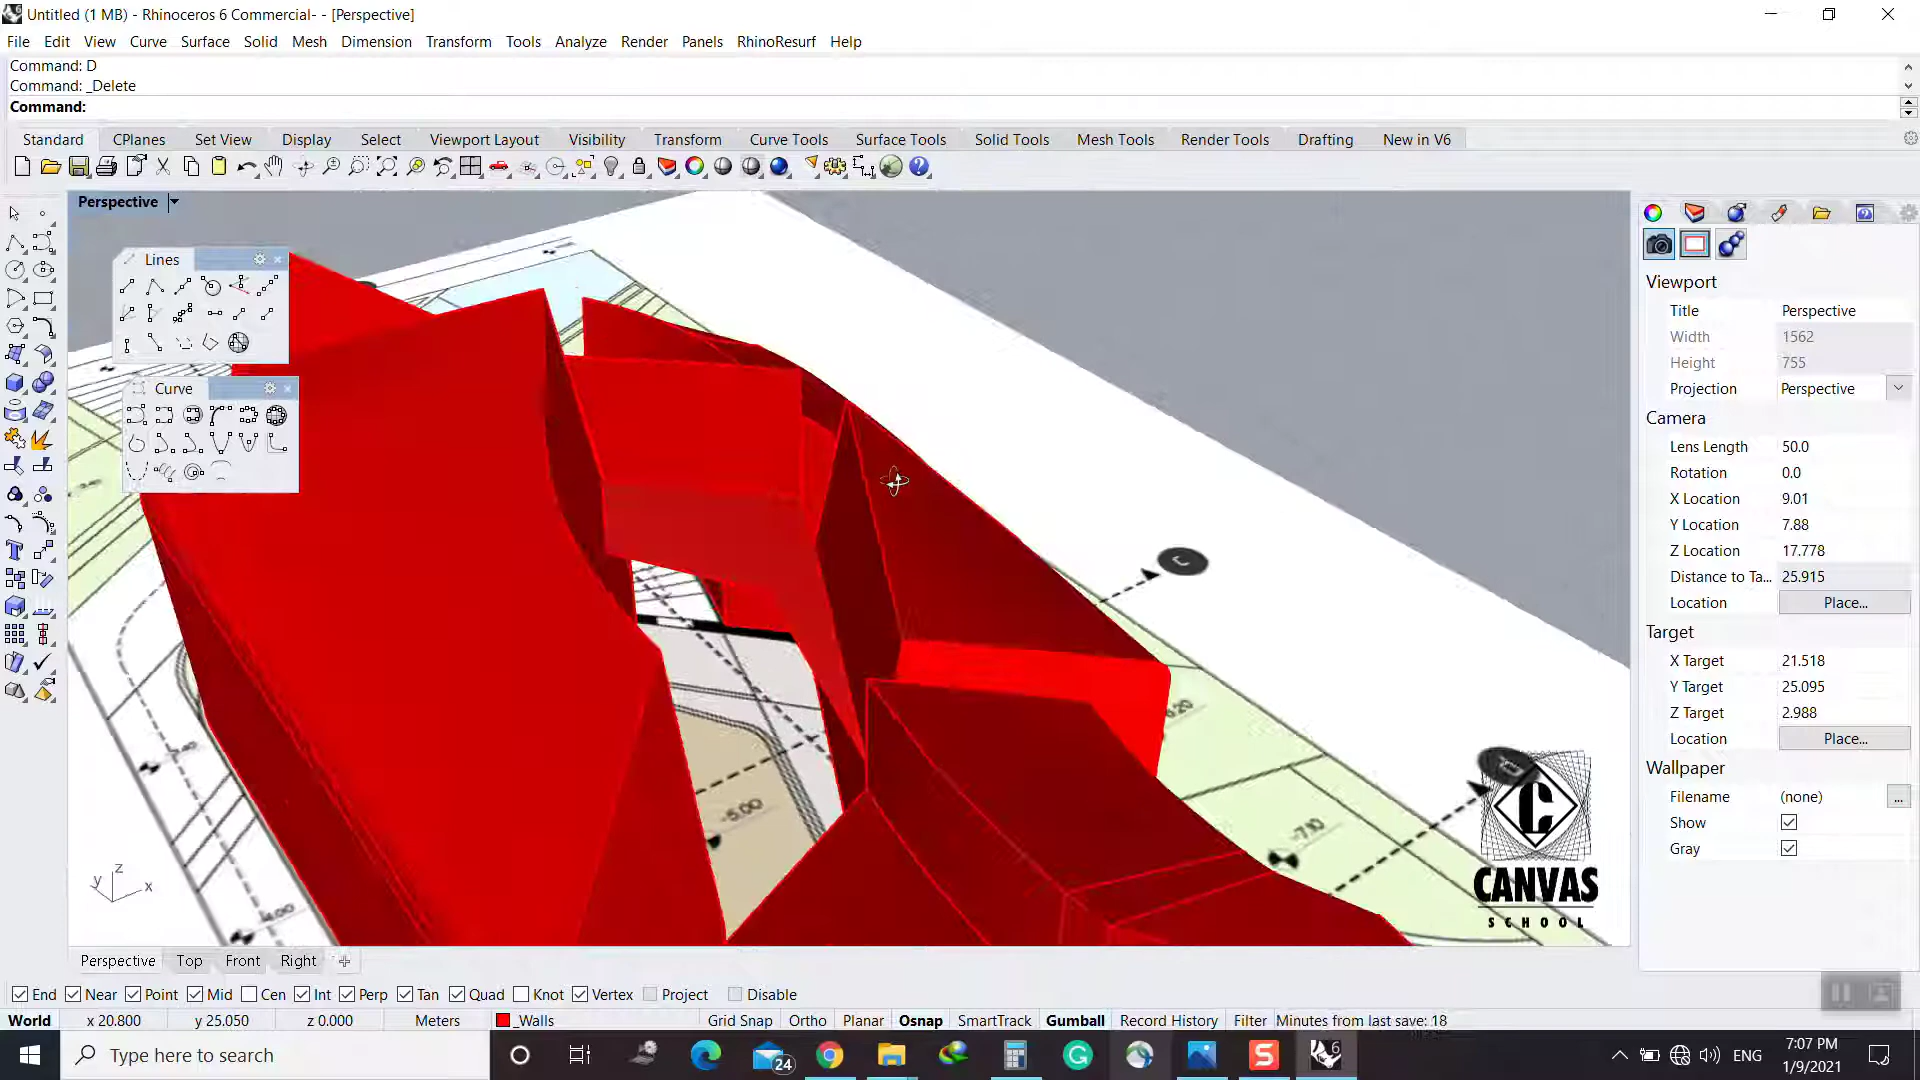 Untitled (1 MB) - Rhinoceros 6 Commercial- - [Perspective]
File Edit View Curve Surface Solid Mesh Dimension Transform Tools Analyze Render Panels RhinoResurf Help
Command: D
Command: _Delete
Command:
Standard CPlanes Set View Display Select Viewport Layout Visibility Transform Curve Tools Surface Tools Solid Tools Mesh Tools Render Tools Drafting New in V6
Perspective
Lines
Curve
Viewport
Title Perspective
Width 1562
Height 755
Projection Perspective
Camera
Lens Length 50.0
Rotation 0.0
X Location 9.01
Y Location 7.88
Z Location 17.778
Distance to Ta... 25.915
Location Place...
Target
X Target 21.518
Y Target 25.095
Z Target 2.988
Location Place...
Wallpaper
Filename (none) ...
Show
Gray
6.20
-5.00
-7.10
CANVAS
SCHOOL
z
y
x
Perspective Top Front Right
End Near Point Mid Cen Int Perp Tan Quad Knot Vertex Project Disable
World x 20.800 y 25.050 z 0.000 Meters _Walls Grid Snap Ortho Planar Osnap SmartTrack Gumball Record History Filter Minutes from last save: 18
Type here to search
24
ENG
7:07 PM
1/9/2021